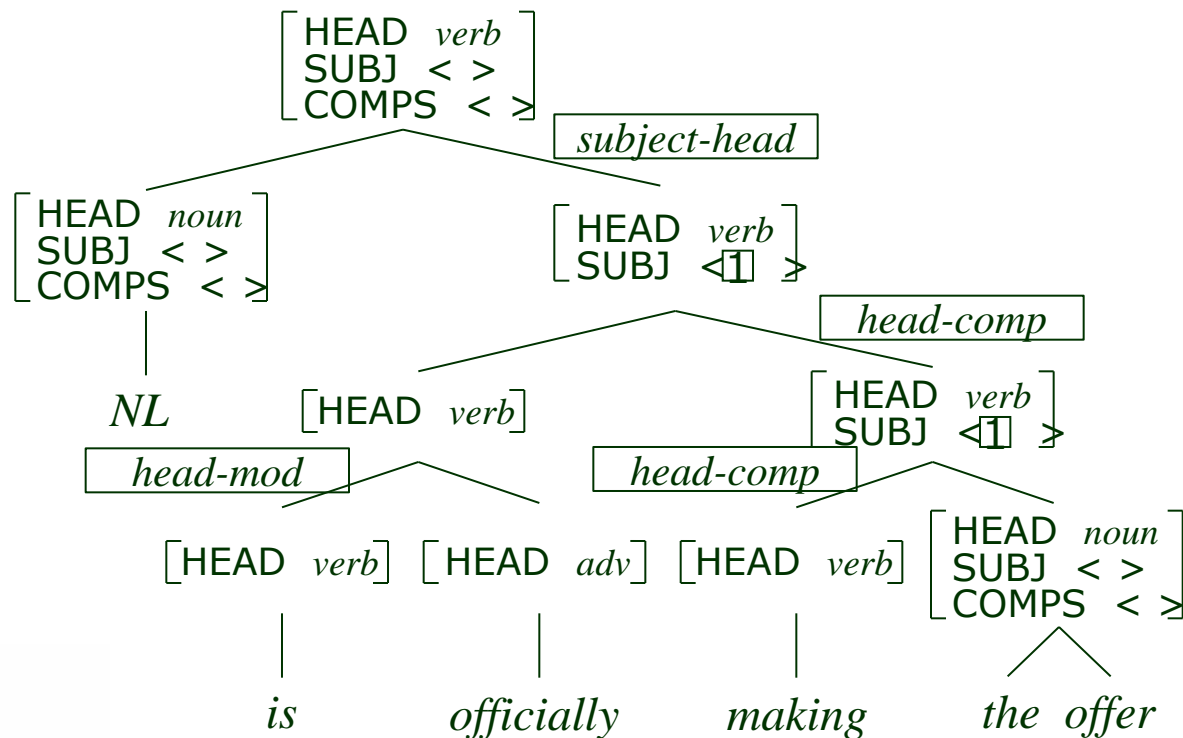 HEAD verb
SUBJ < >
COMPS < >
subject-head
HEAD noun
SUBJ < >
COMPS < >
HEAD verb
SUBJ <1 >
head-comp
NL
HEAD verb
HEAD verb
SUBJ <1 >
head-mod
head-comp
HEAD verb
HEAD adv
HEAD verb
HEAD noun
SUBJ < >
COMPS < >
is officially making the offer